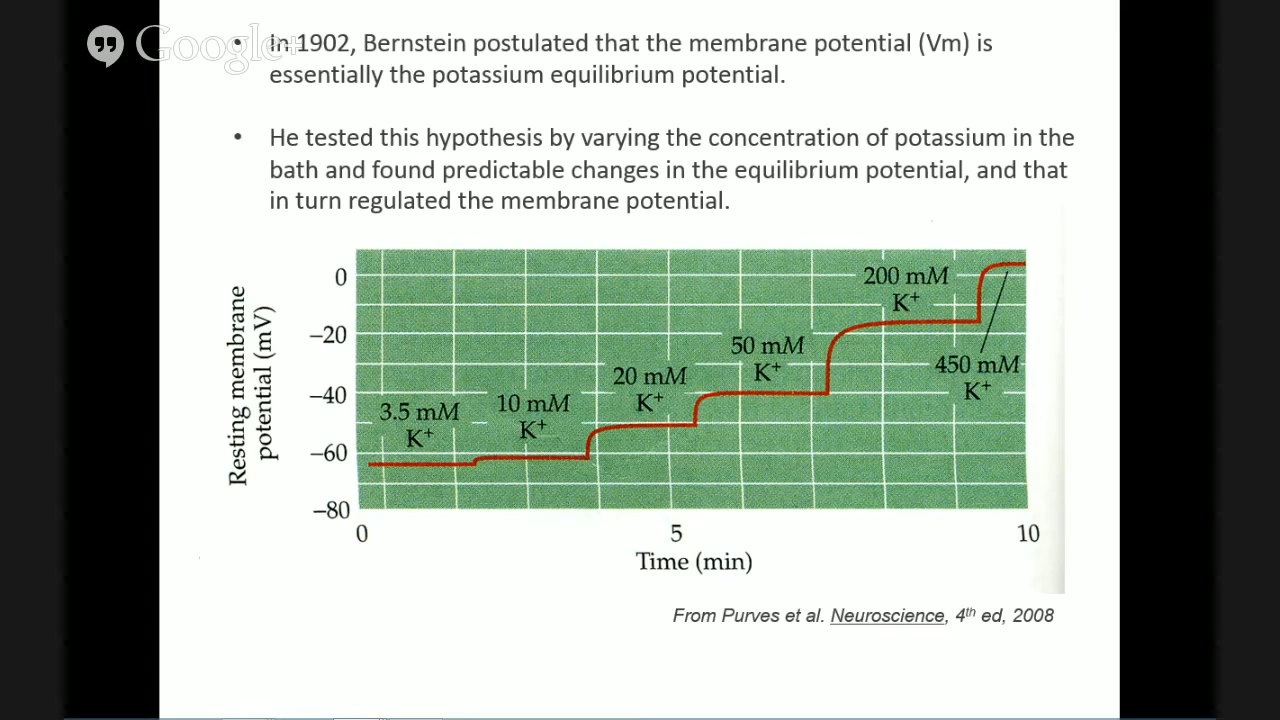 Google+
• In 1902, Bernstein postulated that the membrane potential (Vm) is
essentially the potassium equilibrium potential.
• He tested this hypothesis by varying the concentration of potassium in the
bath and found predictable changes in the equilibrium potential, and that
in turn regulated the membrane potential.
Resting membrane
potential (mV)
0
–20
–40
–60
–80
3.5 mM
K⁺
10 mM
K⁺
20 mM
K⁺
50 mM
K⁺
200 mM
K⁺
450 mM
K⁺
0
5
10
Time (min)
From Purves et al. Neuroscience, 4th ed, 2008